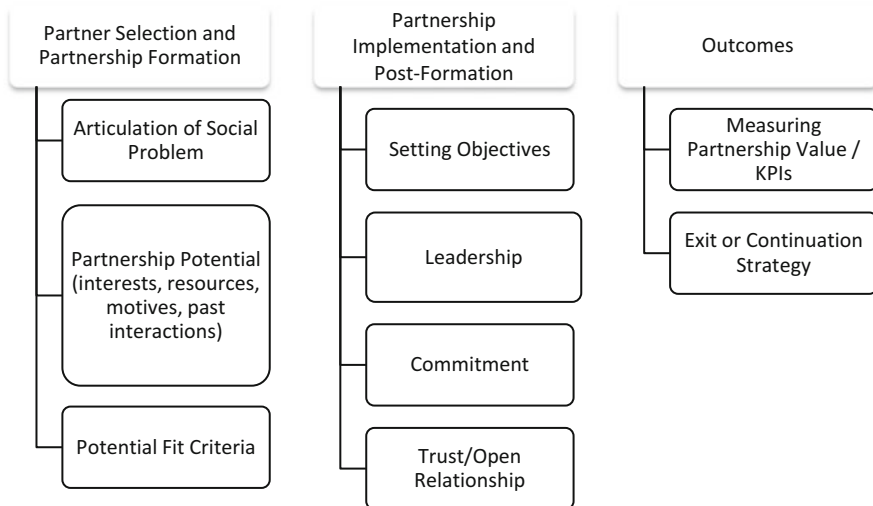 Partner Selection and
Partnership Formation
Articulation of Social
Problem
Partnership Potential
(interests, resources,
motives, past
interactions)
Potential Fit Criteria
Partnership
Implementation and
Post-Formation
Setting Objectives
Leadership
Commitment
Trust/Open
Relationship
Outcomes
Measuring
Partnership Value /
KPIs
Exit or Continuation
Strategy